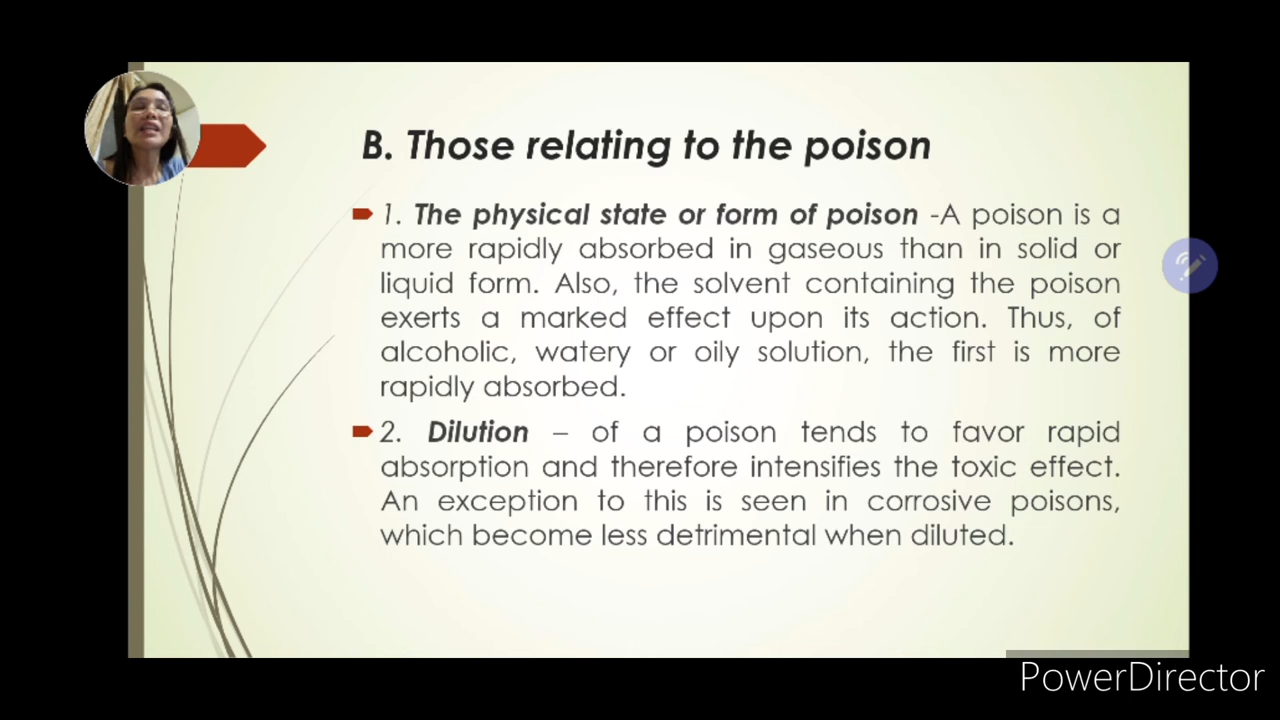 B. Those relating to the poison
1. The physical state or form of poison -A poison is a
more rapidly absorbed in gaseous than in solid or
liquid form. Also, the solvent containing the poison
exerts a marked effect upon its action. Thus, of
alcoholic, watery or oily solution, the first is more
rapidly absorbed.
2. Dilution – of a poison tends to favor rapid
absorption and therefore intensifies the toxic effect.
An exception to this is seen in corrosive poisons,
which become less detrimental when diluted.
PowerDirector